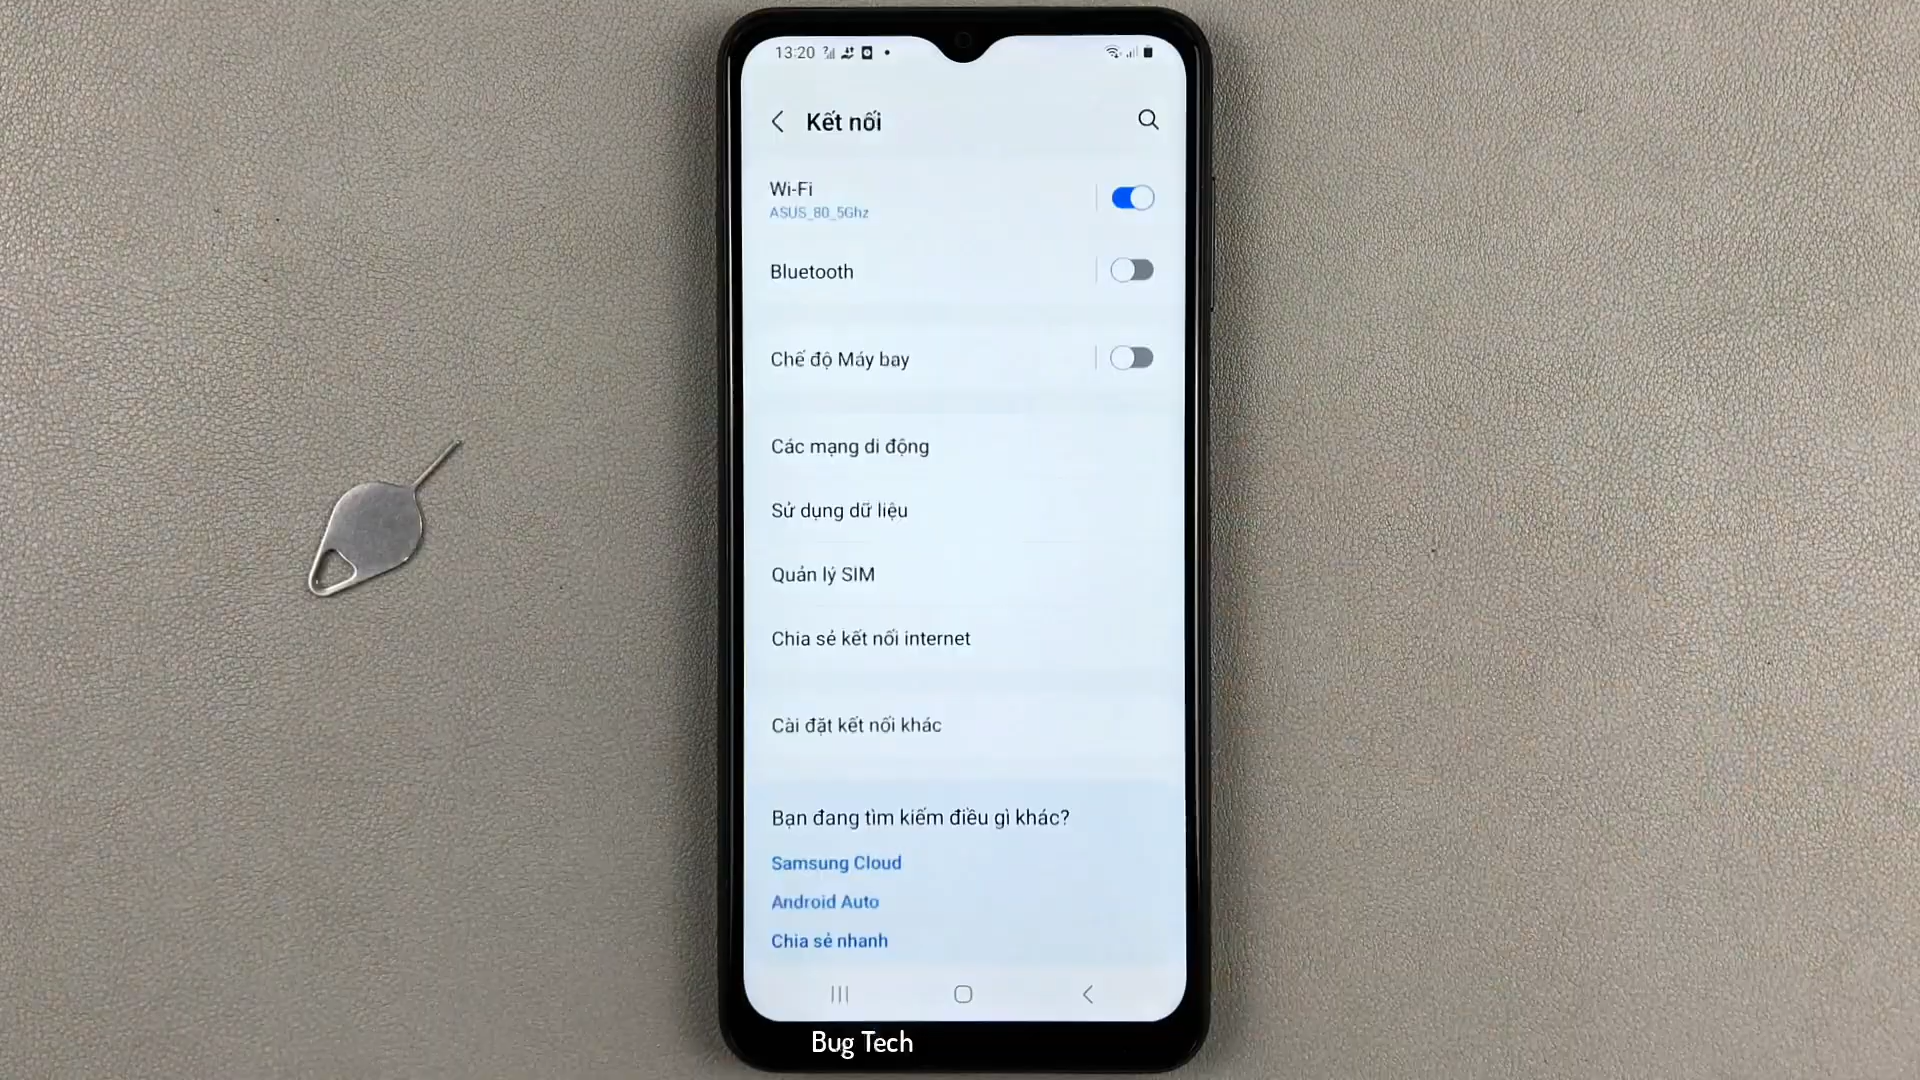 13:20
Kết nối
Wi-Fi
ASUS_80_5Ghz
Bluetooth
Chế độ Máy bay
Các mạng di động
Sử dụng dữ liệu
Quản lý SIM
Chia sẻ kết nối internet
Cài đặt kết nối khác
Bạn đang tìm kiếm điều gì khác?
Samsung Cloud
Android Auto
Chia sẻ nhanh
Bug Tech